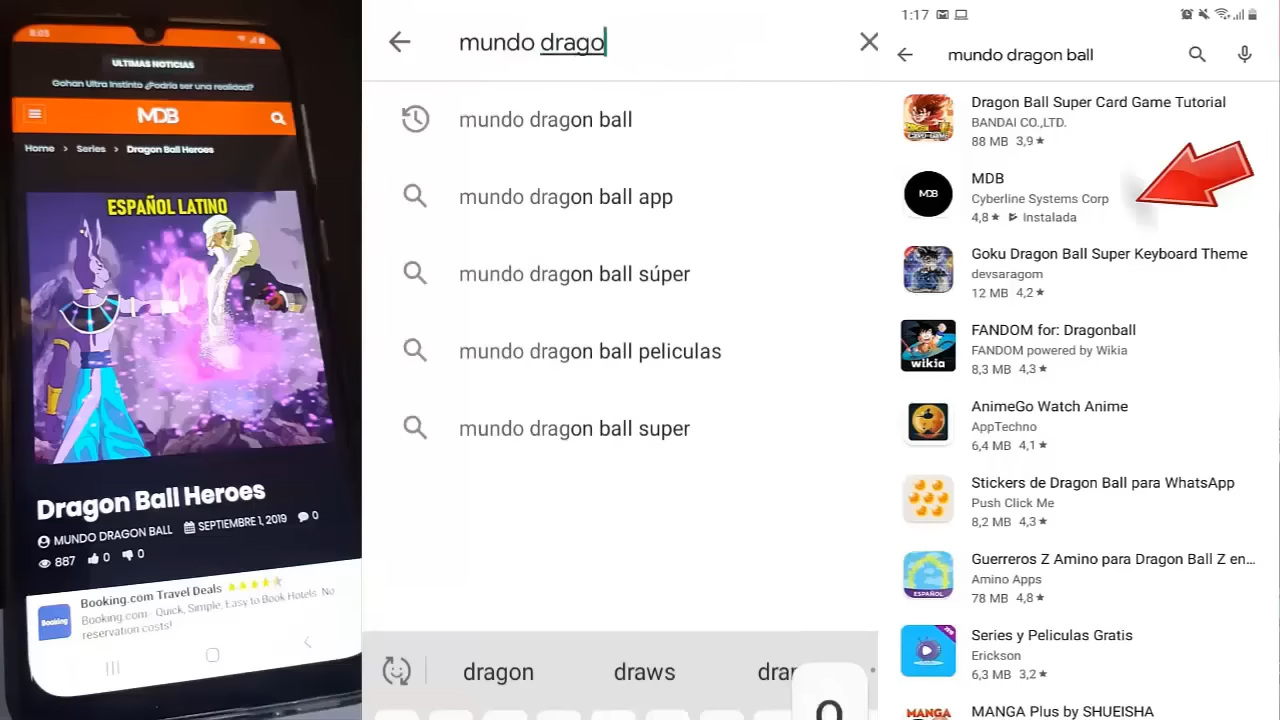 8:05
ULTIMAS NOTICIAS
Gohan Ultra Instinto ¿Podria ser una realidad?
MDB
Home > Series > Dragon Ball Heroes
ESPAÑOL LATINO
Dragon Ball Heroes
MUNDO DRAGON BALL SEPTIEMBRE 1, 2019 0
887 0 0
Booking.com Travel Deals
Booking.com - Quick, Simple, Easy to Book Hotels. No
reservation costs!
Booking
mundo drago
mundo dragon ball
mundo dragon ball app
mundo dragon ball súper
mundo dragon ball peliculas
mundo dragon ball super
dragon draws
1:17
mundo dragon ball
Dragon Ball Super Card Game Tutorial
BANDAI CO.,LTD.
88 MB 3,9★
MDB
MDB
Cyberline Systems Corp
4,8★ Instalada
Goku Dragon Ball Super Keyboard Theme
devsaragom
12 MB 4,2★
FANDOM for: Dragonball
FANDOM powered by Wikia
8,3 MB 4,3★
wikia
AnimeGo Watch Anime
AppTechno
6,4 MB 4,1★
Stickers de Dragon Ball para WhatsApp
Push Click Me
8,2 MB 4,3★
Guerreros Z Amino para Dragon Ball Z en...
Amino Apps
78 MB 4,8★
ESPAÑOL
Series y Peliculas Gratis
Erickson
6,3 MB 3,2★
MANGA Plus by SHUEISHA
MANGA